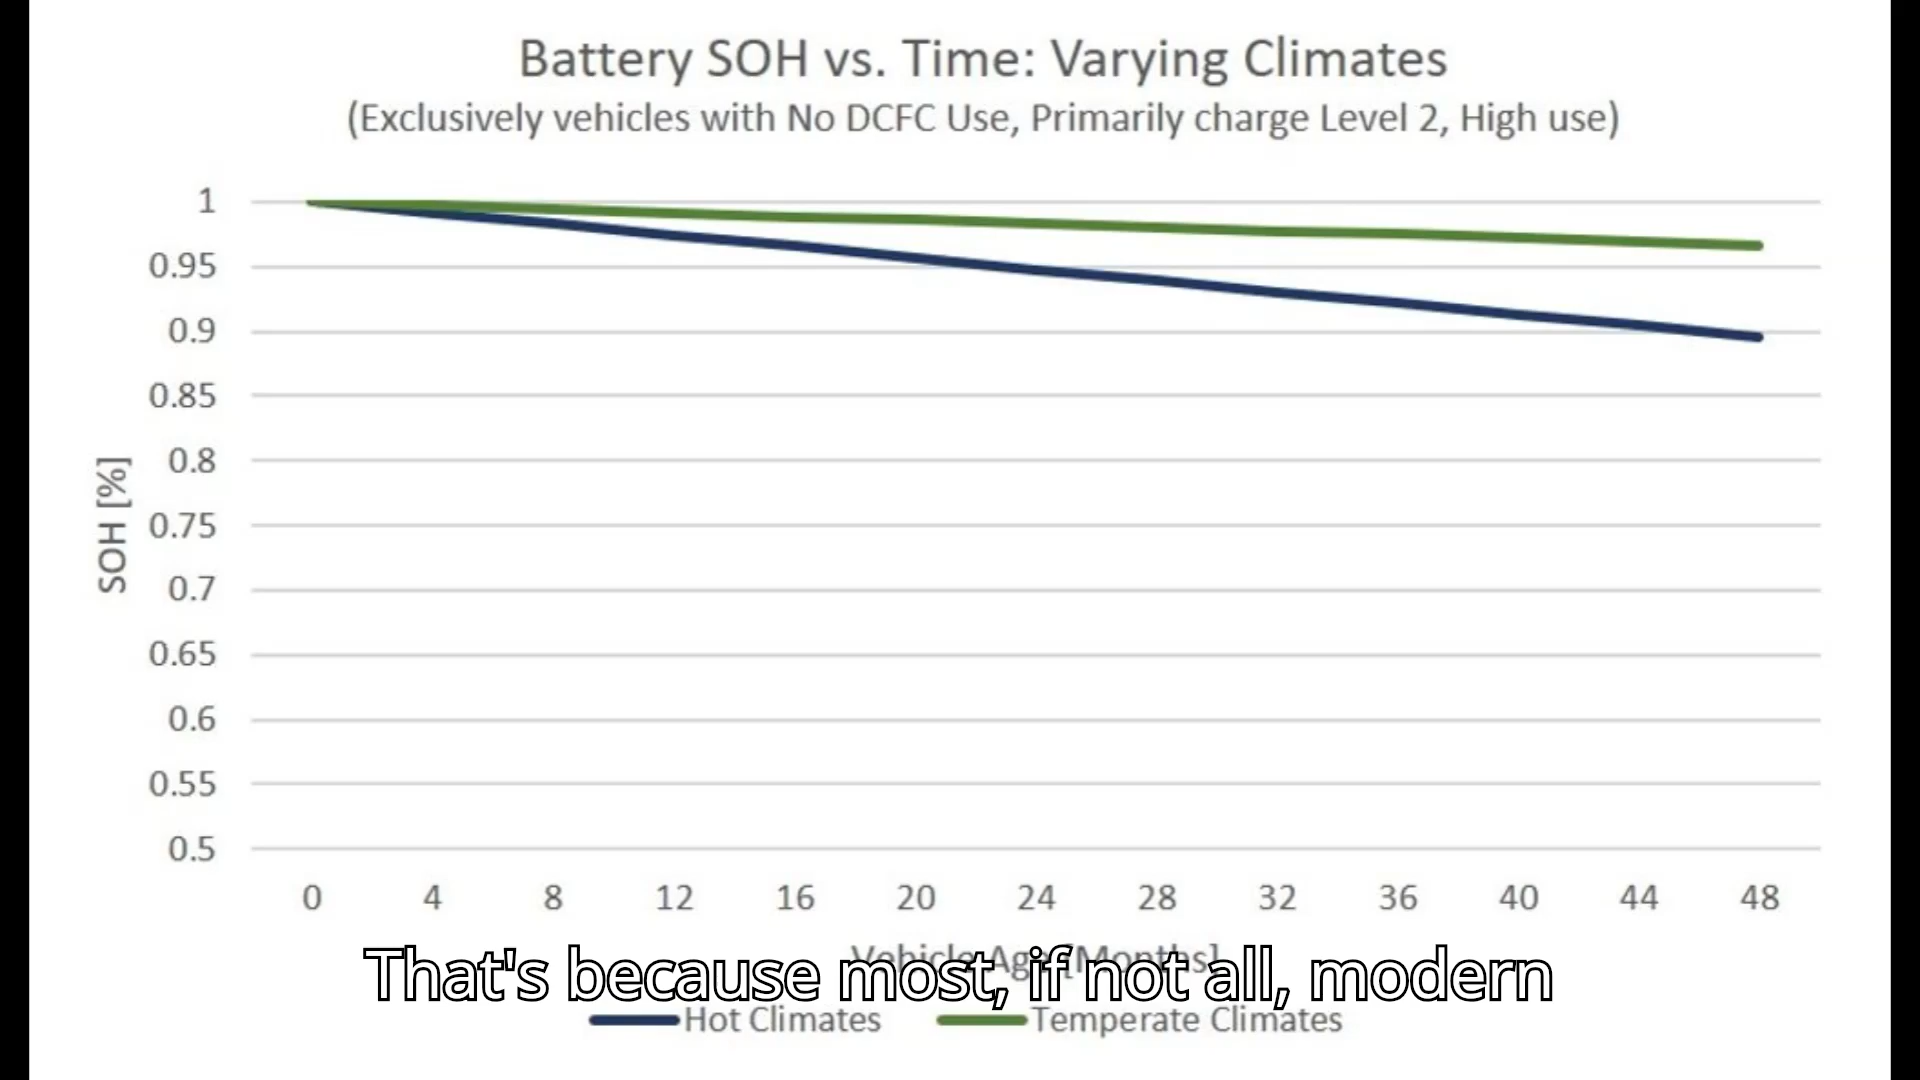 Battery SOH vs. Time: Varying Climates
(Exclusively vehicles with No DCFC Use, Primarily charge Level 2, High use)
1
0.95
0.9
0.85
0.8
0.75
0.7
0.65
0.6
0.55
0.5
SOH [%]
0 4 8 12 16 20 24 28 32 36 40 44 48
Vehicle Age [Months]
That's because most, if not all, modern
Hot Climates Temperate Climates